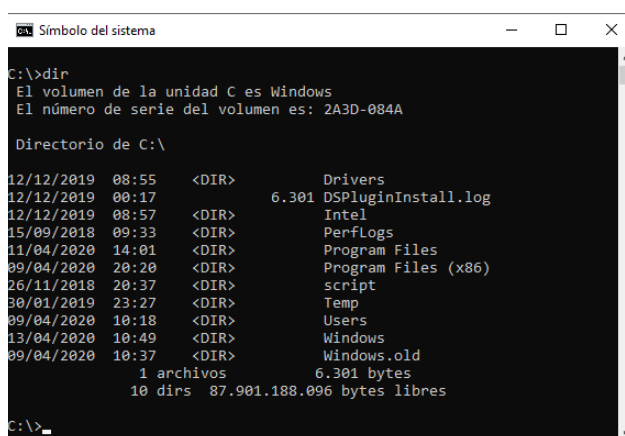 Símbolo del sistema
C:\>dir
El volumen de la unidad C es Windows
El número de serie del volumen es: 2A3D-084A
Directorio de C:\
12/12/2019 08:55 <DIR> Drivers
12/12/2019 00:17 6.301 DSPluginInstall.log
12/12/2019 08:57 <DIR> Intel
15/09/2018 09:33 <DIR> PerfLogs
11/04/2020 14:01 <DIR> Program Files
09/04/2020 20:20 <DIR> Program Files (x86)
26/11/2018 20:37 <DIR> script
30/01/2019 23:27 <DIR> Temp
09/04/2020 10:18 <DIR> Users
13/04/2020 10:49 <DIR> Windows
09/04/2020 10:37 <DIR> Windows.old
1 archivos 6.301 bytes
10 dirs 87.901.188.096 bytes libres
C:\>